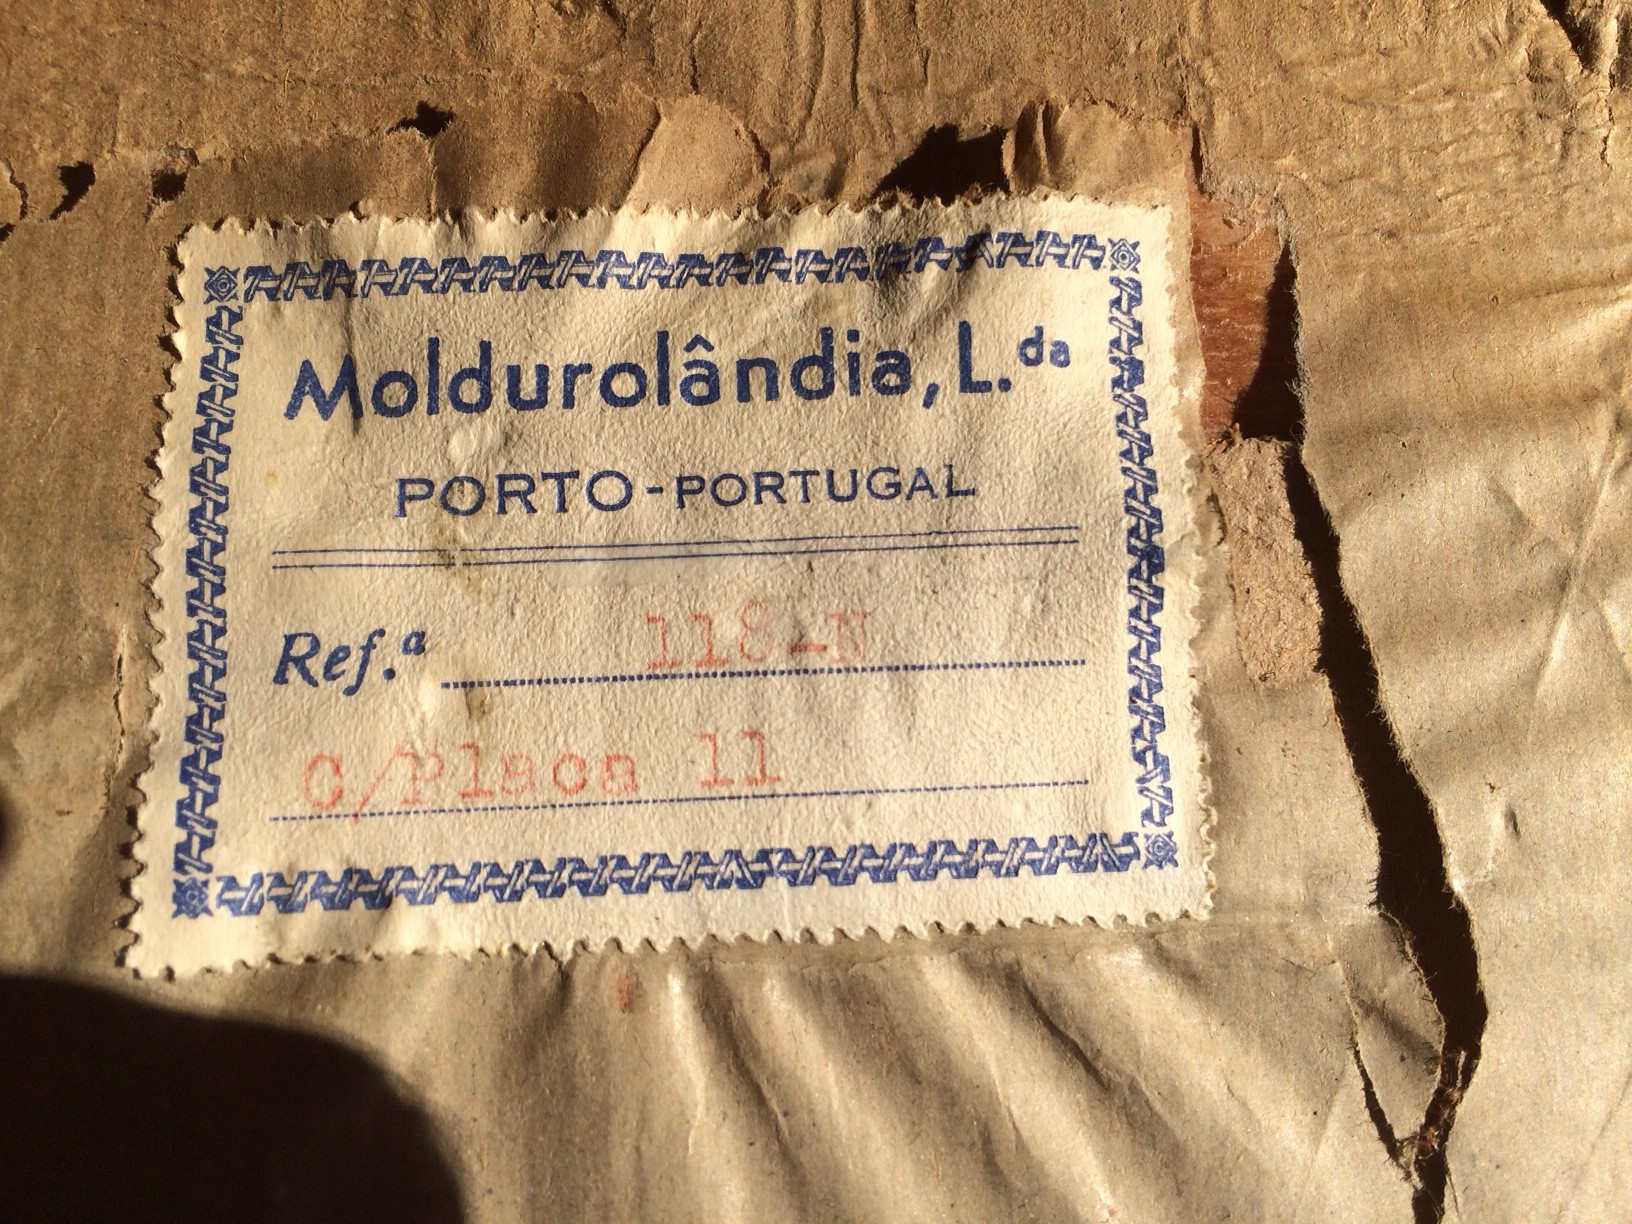 Moldurolândia, L.da
PORTO-PORTUGAL
Ref.a 118-N
C/Placa 11